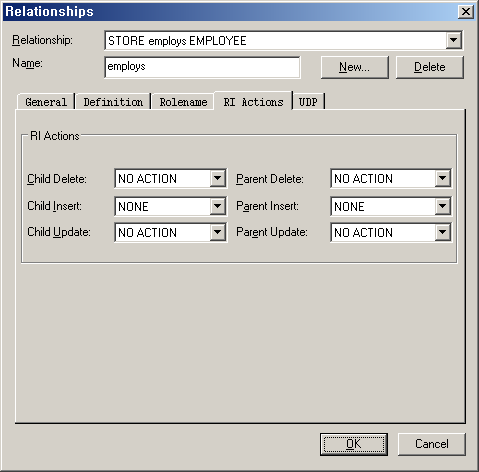 Relationships
Relationship: STORE employs EMPLOYEE
Name: employs New... Delete
General Definition Rolename RI Actions UDP
RI Actions
Child Delete: NO ACTION Parent Delete: NO ACTION
Child Insert: NONE Parent Insert: NONE
Child Update: NO ACTION Parent Update: NO ACTION
OK Cancel